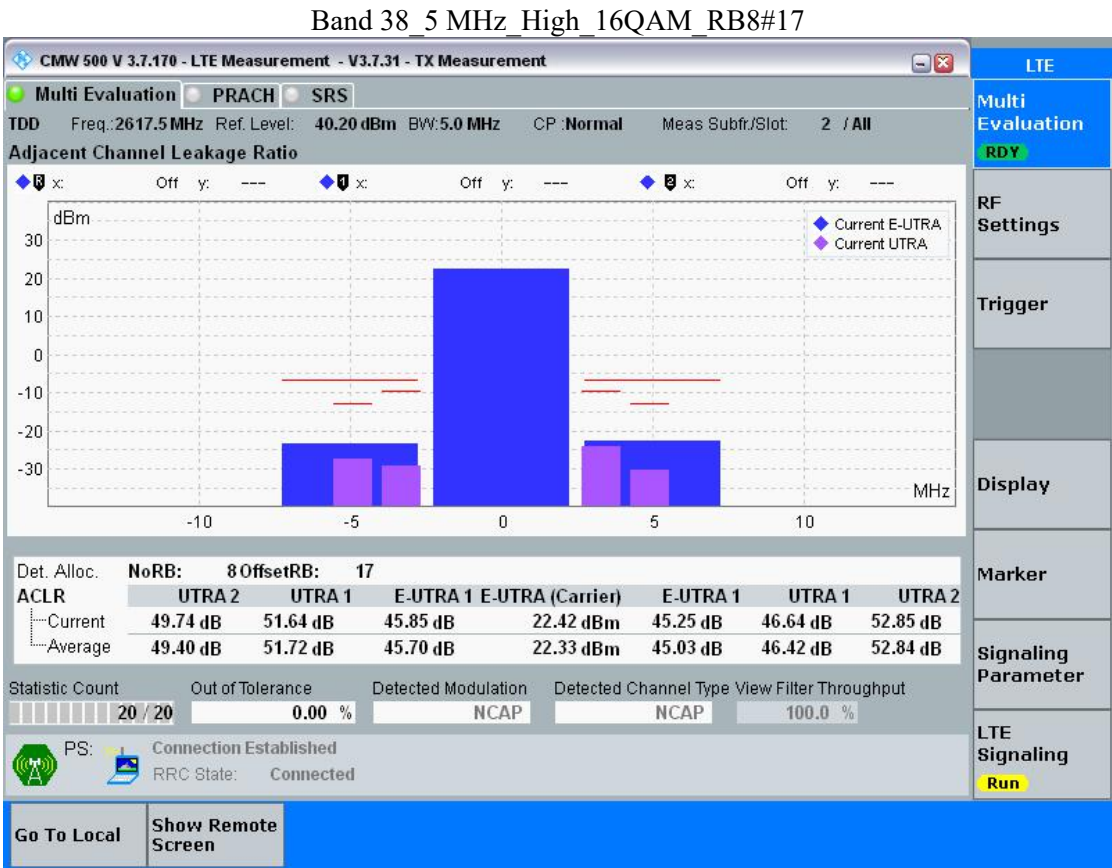 Band 38_5 MHz_High_16QAM_RB8#17
CMW 500 V 3.7.170 - LTE Measurement - V3.7.31 - TX Measurement
LTE
Multi Evaluation PRACH SRS
Multi Evaluation
RDY
TDD Freq.:2617.5 MHz Ref. Level: 40.20 dBm BW:5.0 MHz CP :Normal Meas Subfr./Slot: 2 / All
Adjacent Channel Leakage Ratio
R x: Off y: --- 1 x: Off y: --- 2 x: Off y: ---
dBm
Current E-UTRA
Current UTRA
30
20
10
0
-10
-20
-30
MHz
-10 -5 0 5 10
RF Settings
Trigger
Display
Marker
Signaling Parameter
LTE Signaling
Run
Det. Alloc. NoRB: 8 OffsetRB: 17
ACLR UTRA 2 UTRA 1 E-UTRA 1 E-UTRA (Carrier) E-UTRA 1 UTRA 1 UTRA 2
Current 49.74 dB 51.64 dB 45.85 dB 22.42 dBm 45.25 dB 46.64 dB 52.85 dB
Average 49.40 dB 51.72 dB 45.70 dB 22.33 dBm 45.03 dB 46.42 dB 52.84 dB
Statistic Count Out of Tolerance Detected Modulation Detected Channel Type View Filter Throughput
20 / 20 0.00 % NCAP NCAP 100.0 %
PS: Connection Established
RRC State: Connected
Go To Local
Show Remote Screen